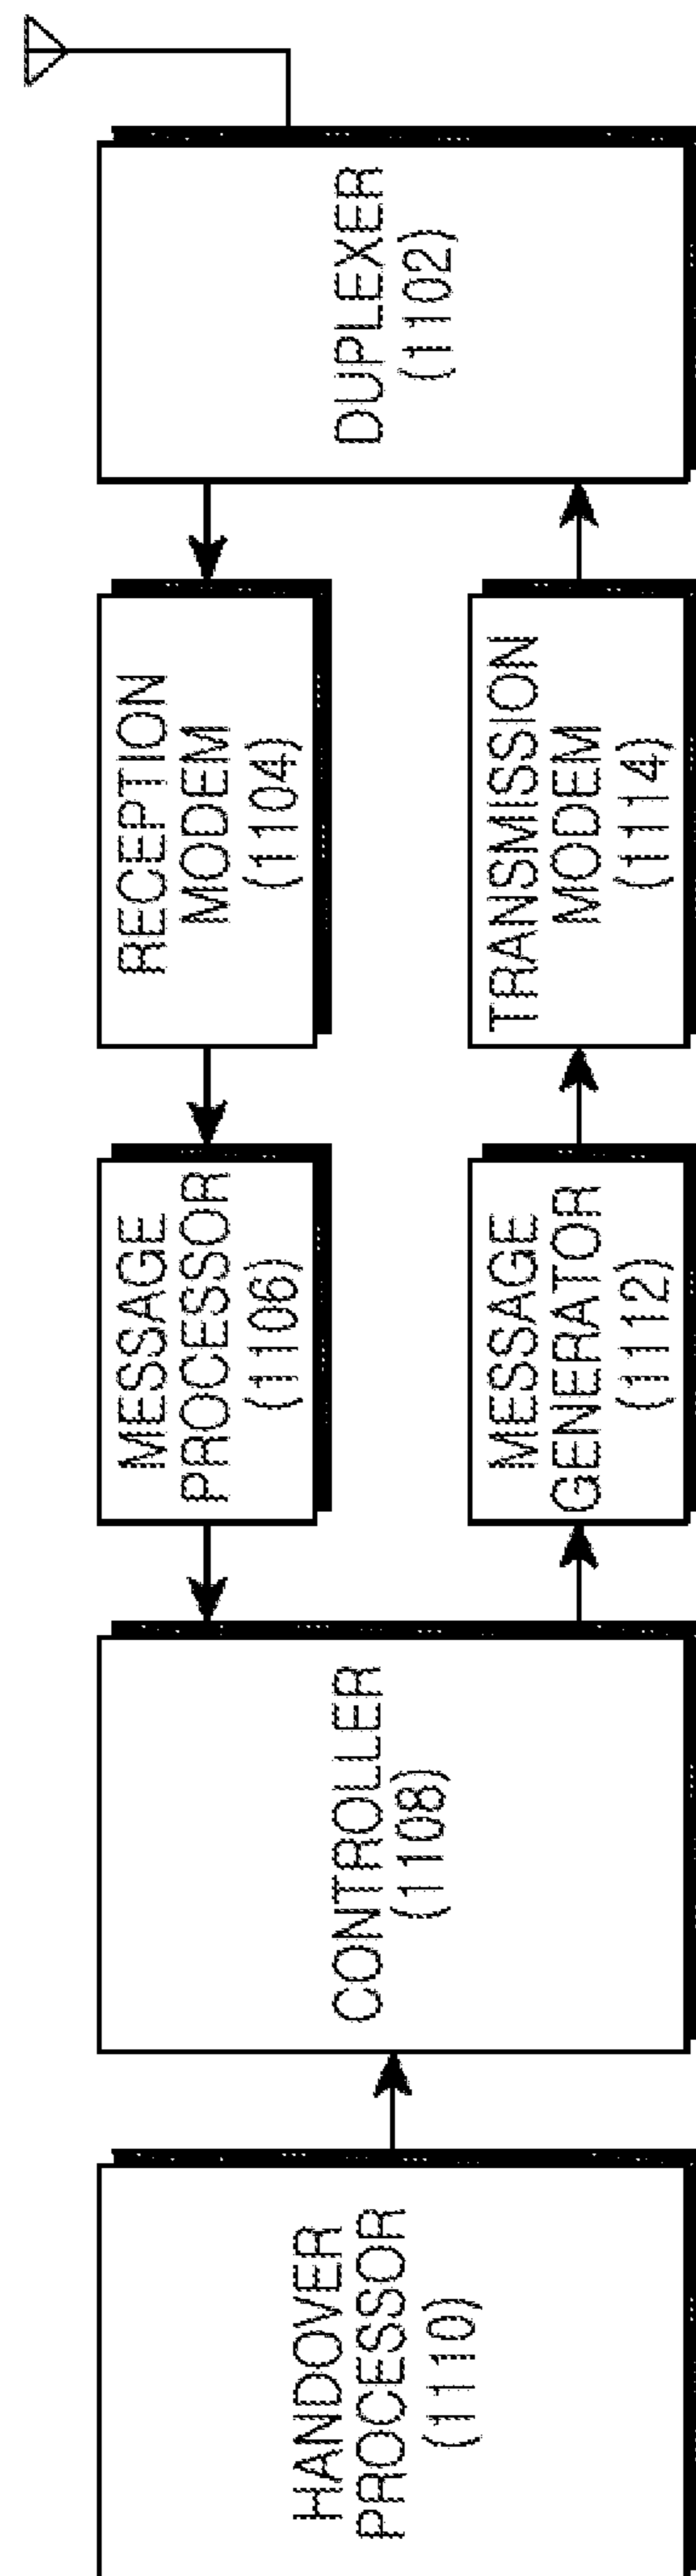 DUPLEXER
(1102)
RECEPTION
MODEM
(1104)
TRANSMISSION
MODEM
(1114)
MESSAGE
PROCESSOR
(1106)
MESSAGE
GENERATOR
(1112)
CONTROLLER
(1108)
HANDOVER
PROCESSOR
(1110)